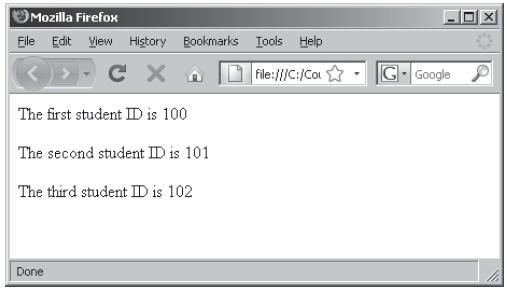 Mozilla Firefox
File Edit View History Bookmarks Tools Help
file:///C:/Cou G Google
The first student ID is 100
The second student ID is 101
The third student ID is 102
Done